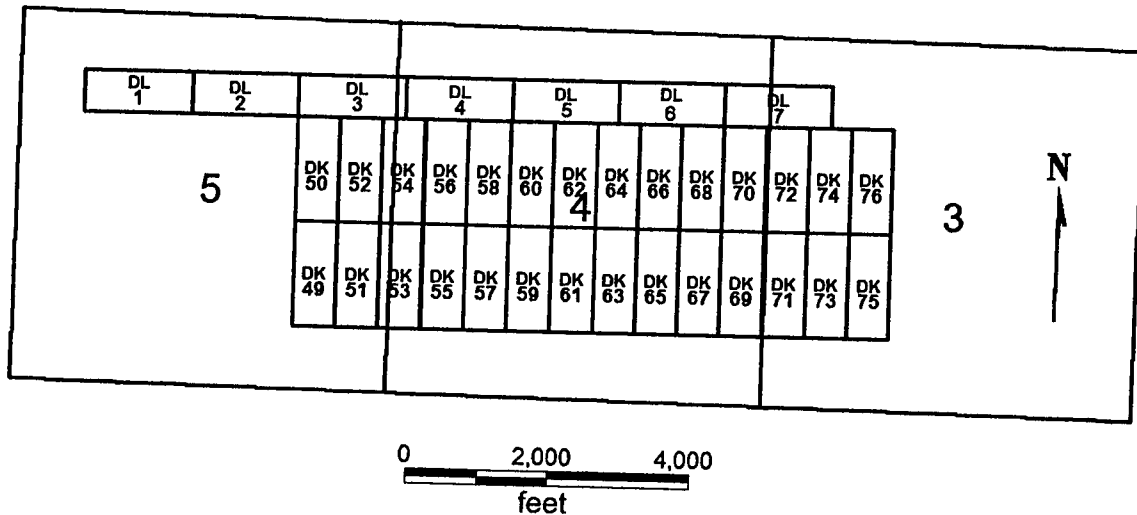 DL DL DL DL DL DL DL
1 2 3 4 5 6 7
DK DK DK DK DK DK DK DK DK DK DK DK DK DK
50 52 54 56 58 60 62 64 66 68 70 72 74 76
5 4 3
N
DK DK DK DK DK DK DK DK DK DK DK DK DK DK
49 51 53 55 57 59 61 63 65 67 69 71 73 75
0 2,000 4,000
feet